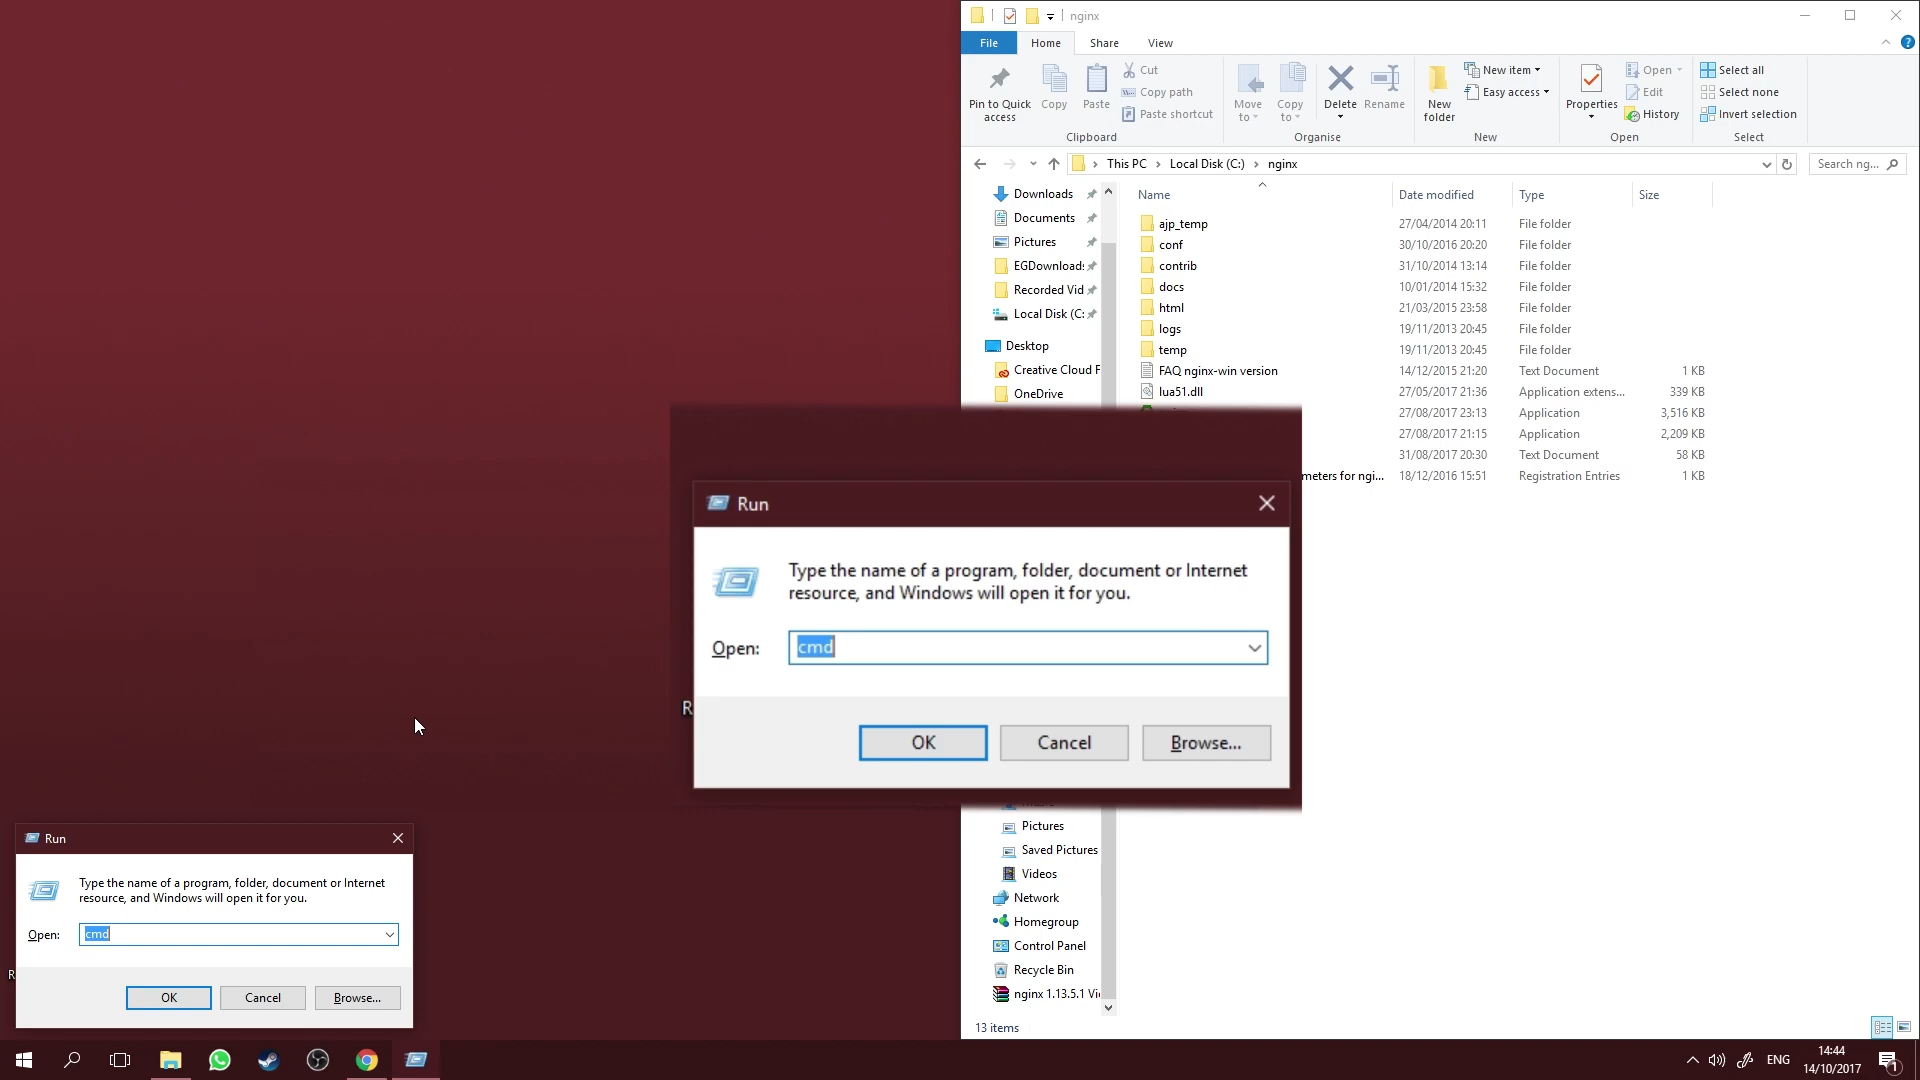 nginx
File
Home
Share
View
Pin to Quick access
Copy
Paste
Cut
Copy path
Paste shortcut
Clipboard
Move to
Copy to
Delete
Rename
Organise
New folder
New item
Easy access
New
Properties
Open
Edit
History
Open
Select all
Select none
Invert selection
Select
This PC
Local Disk (C:)
nginx
Search ng...
Downloads
Documents
Pictures
EGDownloads
Recorded Vid
Local Disk (C:
Desktop
Creative Cloud F
OneDrive
Name Date modified Type Size
ajp_temp 27/04/2014 20:11 File folder
conf 30/10/2016 20:20 File folder
contrib 31/10/2014 13:14 File folder
docs 10/01/2014 15:32 File folder
html 21/03/2015 23:58 File folder
logs 19/11/2013 20:45 File folder
temp 19/11/2013 20:45 File folder
FAQ nginx-win version 14/12/2015 21:20 Text Document 1 KB
lua51.dll 27/05/2017 21:36 Application extens... 339 KB
27/08/2017 23:13 Application 3,516 KB
27/08/2017 21:15 Application 2,209 KB
31/08/2017 20:30 Text Document 58 KB
meters for ngi... 18/12/2016 15:51 Registration Entries 1 KB
Run
Type the name of a program, folder, document or Internet
resource, and Windows will open it for you.
Open: cmd
R
OK Cancel Browse...
Pictures
Saved Pictures
Videos
Network
Homegroup
Control Panel
Recycle Bin
nginx 1.13.5.1 Vi
13 items
Run
Type the name of a program, folder, document or Internet
resource, and Windows will open it for you.
Open: cmd
R
OK Cancel Browse...
ENG
14:44
14/10/2017
1